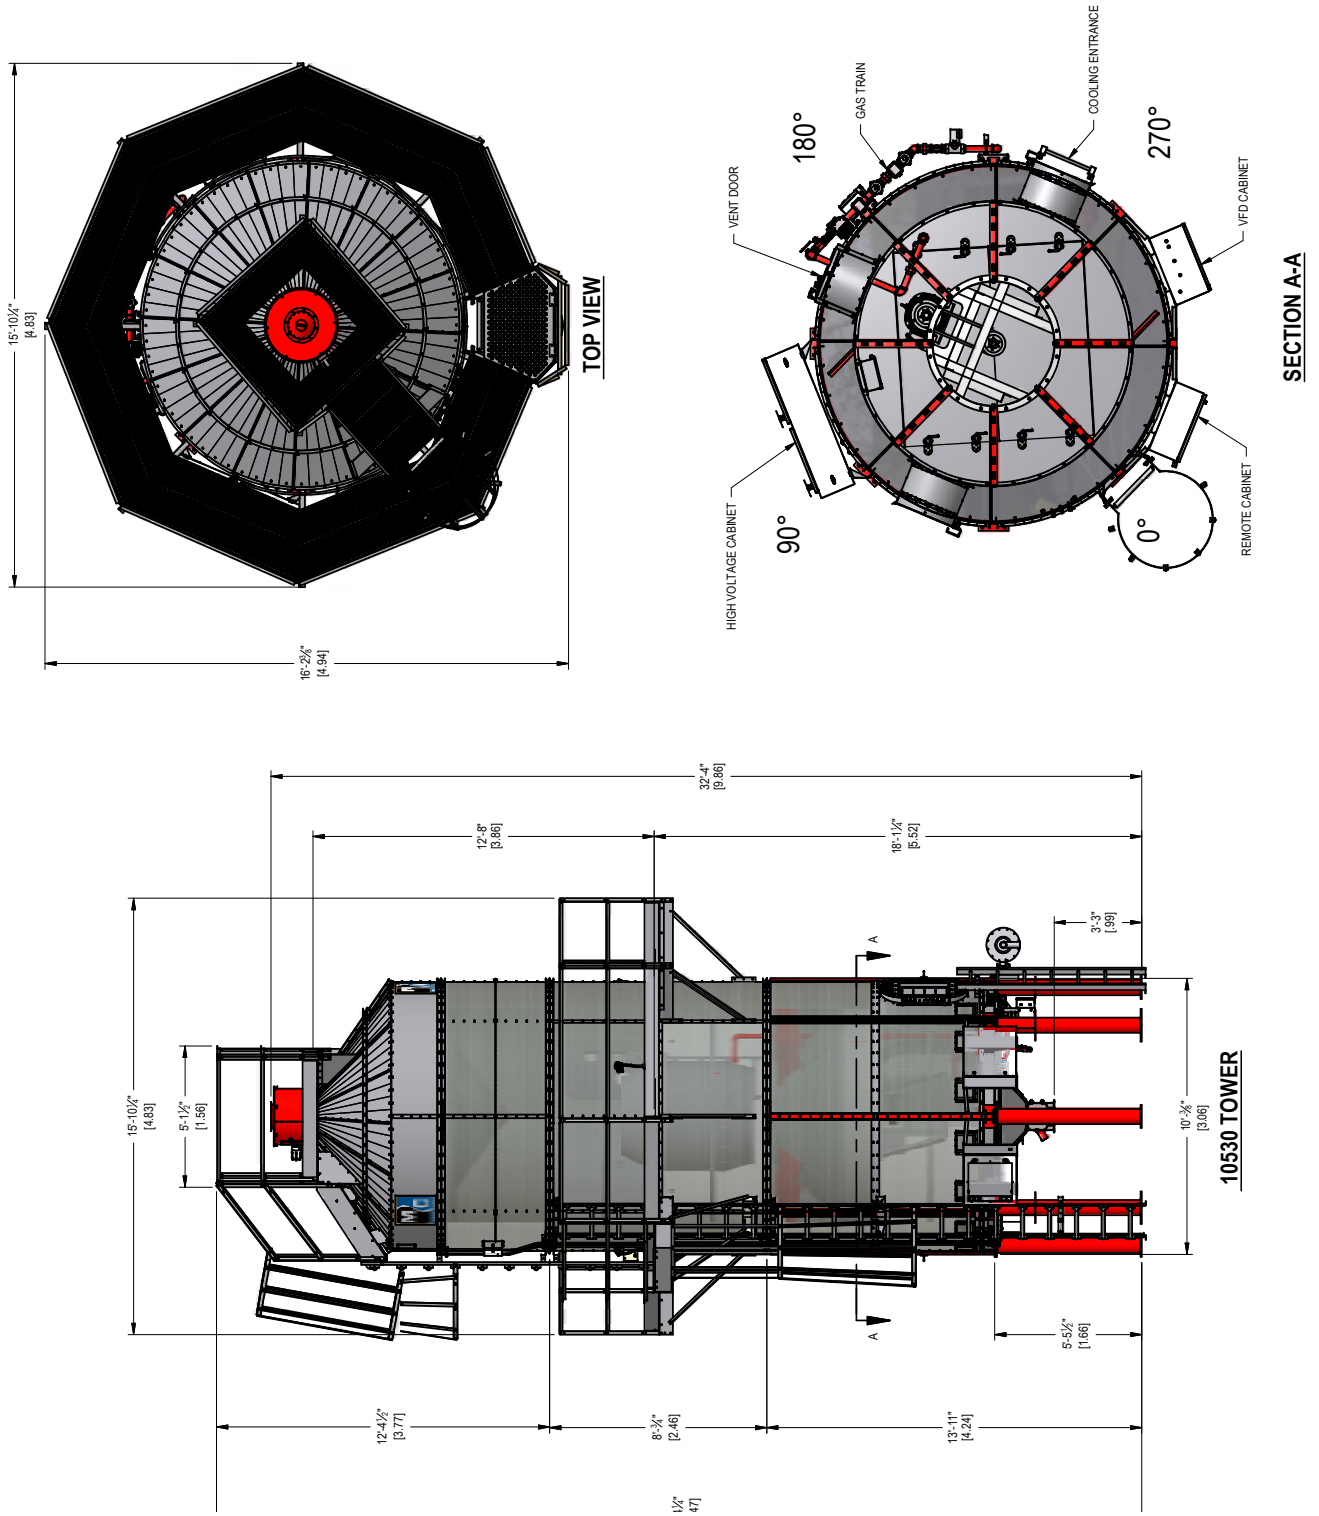 15'-10¼"
[4.83]
16'-2⅜"
[4.94]
TOP VIEW
180°
GAS TRAIN
COOLING ENTRANCE
270°
VENT DOOR
VFD CABINET
HIGH VOLTAGE CABINET
90°
0°
REMOTE CABINET
SECTION A-A
32'-4"
[9.86]
12'-8"
[3.86]
18'-1¼"
[5.52]
3'-3"
[.99]
15'-10¼"
[4.83]
5'-1½"
[1.56]
A
A
10'-⅜"
[3.06]
5'-5½"
[1.66]
12'-4½"
[3.77]
8'-¾"
[2.46]
13'-11"
[4.24]
4¼"
47]
10530 TOWER